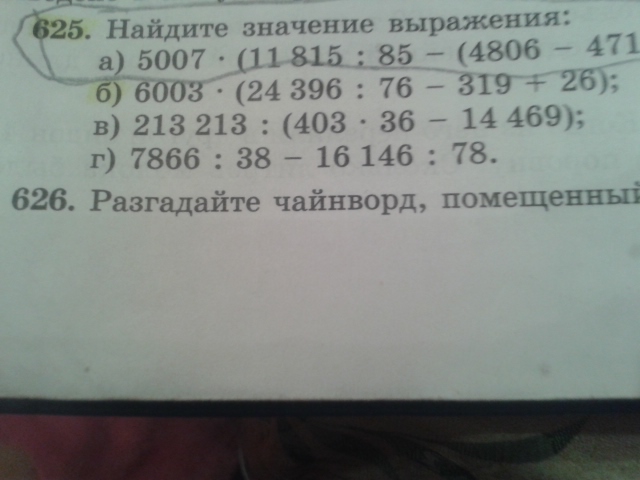 625. Найдите значение выражения:
а) 5007 · (11 815 : 85 – (4806 – 471
б) 6003 · (24 396 : 76 – 319 + 26);
в) 213 213 : (403 · 36 – 14 469);
г) 7866 : 38 – 16 146 : 78.
626. Разгадайте чайнворд, помещенный